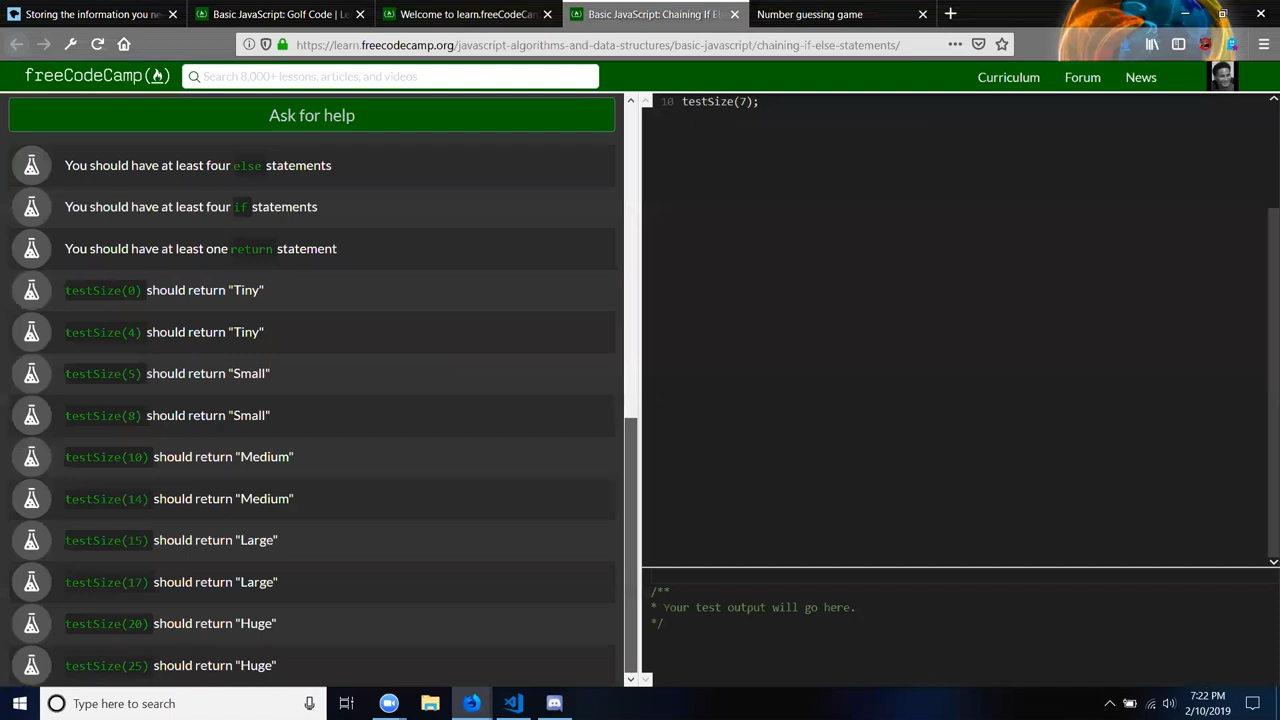 Storing the information you n
Basic JavaScript: Golf Code | L
Welcome to learn.freeCodeCam
Basic JavaScript: Chaining If El
Number guessing game
https://learn.freecodecamp.org/javascript-algorithms-and-data-structures/basic-javascript/chaining-if-else-statements/
freeCodeCamp
Search 8,000+ lessons, articles, and videos
Curriculum
Forum
News
Ask for help
10 testSize(7);
You should have at least four else statements
You should have at least four if statements
You should have at least one return statement
testSize(0) should return "Tiny"
testSize(4) should return "Tiny"
testSize(5) should return "Small"
testSize(8) should return "Small"
testSize(10) should return "Medium"
testSize(14) should return "Medium"
testSize(15) should return "Large"
testSize(17) should return "Large"
testSize(20) should return "Huge"
testSize(25) should return "Huge"
/**
* Your test output will go here.
*/
Type here to search
7:22 PM
2/10/2019